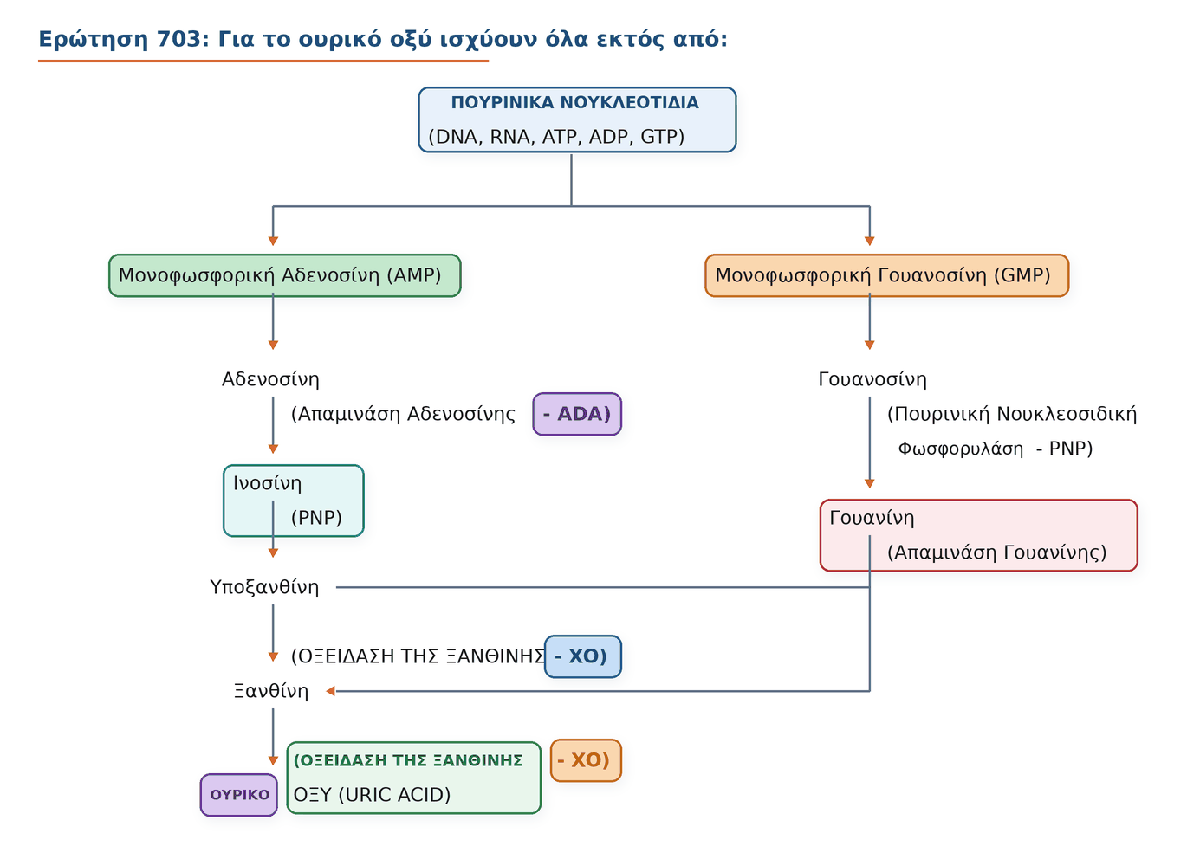 Ερώτηση 703: Για το ουρικό οξύ ισχύουν όλα εκτός από:
ΠΟΥΡΙΝΙΚΑ ΝΟΥΚΛΕΟΤΙΔΙΑ
(DNA, RNA, ATP, ADP, GTP)
Μονοφωσφορική Αδενοσίνη (AMP)
Μονοφωσφορική Γουανοσίνη (GMP)
Αδενοσίνη
Γουανοσίνη
(Απαμινάση Αδενοσίνης - ADA)
(Πουρινική Νουκλεοσιδική
Φωσφορυλάση - PNP)
Ινοσίνη
(PNP)
Γουανίνη
(Απαμινάση Γουανίνης)
Υποξανθίνη
(ΟΞΕΙΔΑΣΗ ΤΗΣ ΞΑΝΘΙΝΗΣ - XO)
Ξανθίνη
(ΟΞΕΙΔΑΣΗ ΤΗΣ ΞΑΝΘΙΝΗΣ - XO)
ΟΥΡΙΚΟ ΟΞΥ (URIC ACID)